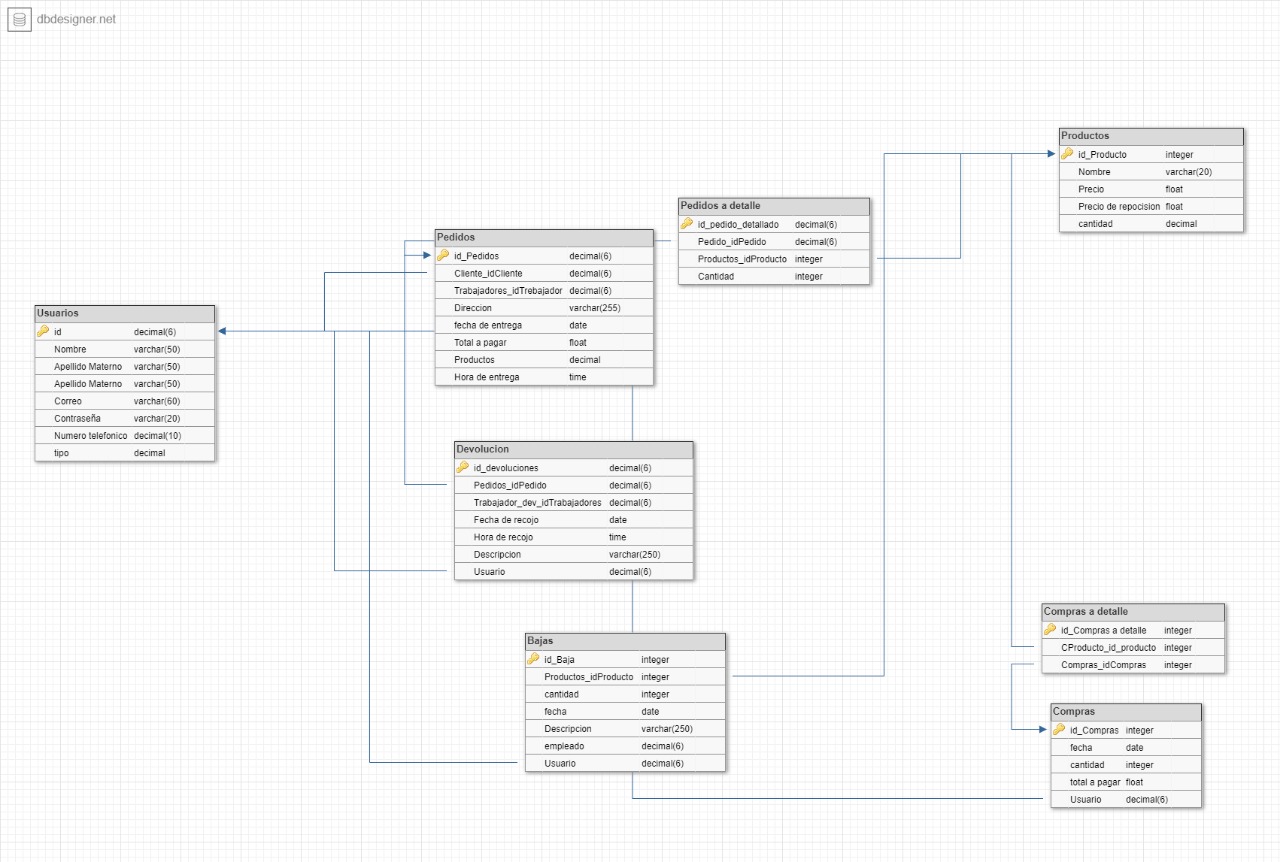 dbdesigner.net
Productos
id_Producto integer
Nombre varchar(20)
Precio float
Precio de repocision float
cantidad decimal
Pedidos a detalle
id_pedido_detallado decimal(6)
Pedido_idPedido decimal(6)
Productos_idProducto integer
Cantidad integer
Pedidos
id_Pedidos decimal(6)
Cliente_idCliente decimal(6)
Trabajadores_idTrebajador decimal(6)
Direccion varchar(255)
fecha de entrega date
Total a pagar float
Productos decimal
Hora de entrega time
Usuarios
id decimal(6)
Nombre varchar(50)
Apellido Materno varchar(50)
Apellido Materno varchar(50)
Correo varchar(60)
Contraseña varchar(20)
Numero telefonico decimal(10)
tipo decimal
Devolucion
id_devoluciones decimal(6)
Pedidos_idPedido decimal(6)
Trabajador_dev_idTrabajadores decimal(6)
Fecha de recojo date
Hora de recojo time
Descripcion varchar(250)
Usuario decimal(6)
Bajas
id_Baja integer
Productos_idProducto integer
cantidad integer
fecha date
Descripcion varchar(250)
empleado decimal(6)
Usuario decimal(6)
Compras a detalle
id_Compras a detalle integer
CProducto_id_producto integer
Compras_idCompras integer
Compras
id_Compras integer
fecha date
cantidad integer
total a pagar float
Usuario decimal(6)